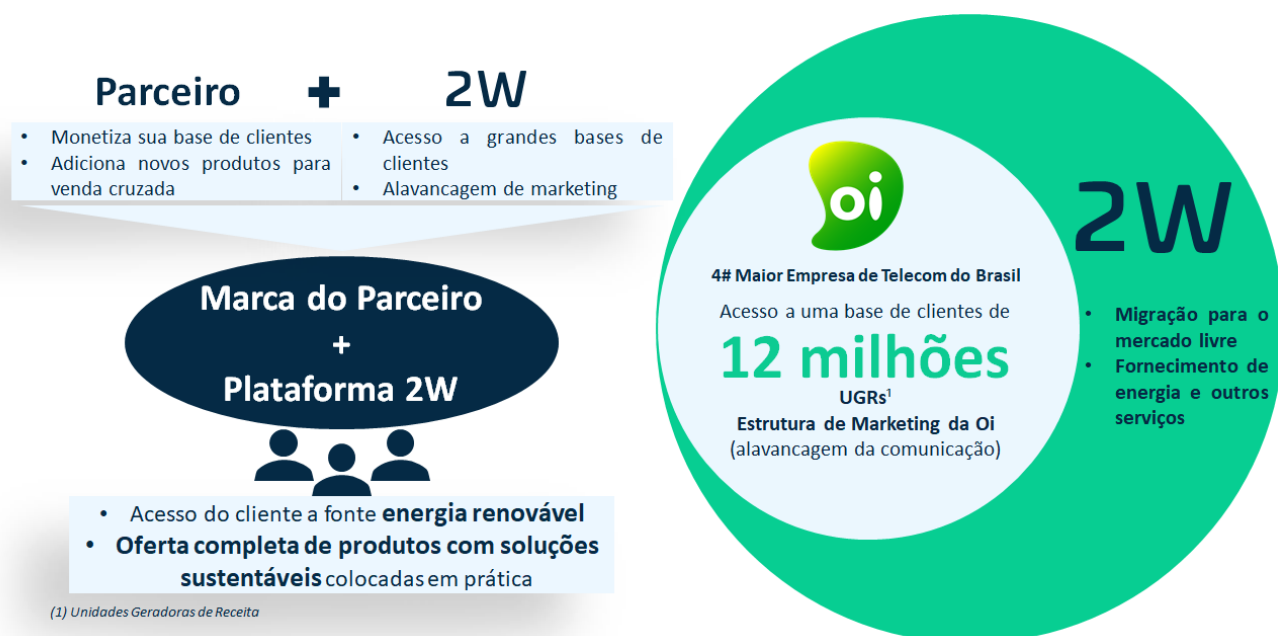 Parceiro + 2W
• Monetiza sua base de clientes
• Adiciona novos produtos para
venda cruzada
• Acesso a grandes bases de
clientes
• Alavancagem de marketing
Marca do Parceiro
+
Plataforma 2W
• Acesso do cliente a fonte energia renovável
• Oferta completa de produtos com soluções
sustentáveis colocadas em prática
(1) Unidades Geradoras de Receita
oi
4# Maior Empresa de Telecom do Brasil
Acesso a uma base de clientes de
12 milhões
UGRs¹
Estrutura de Marketing da Oi
(alavancagem da comunicação)
2W
• Migração para o
mercado livre
• Fornecimento de
energia e outros
serviços